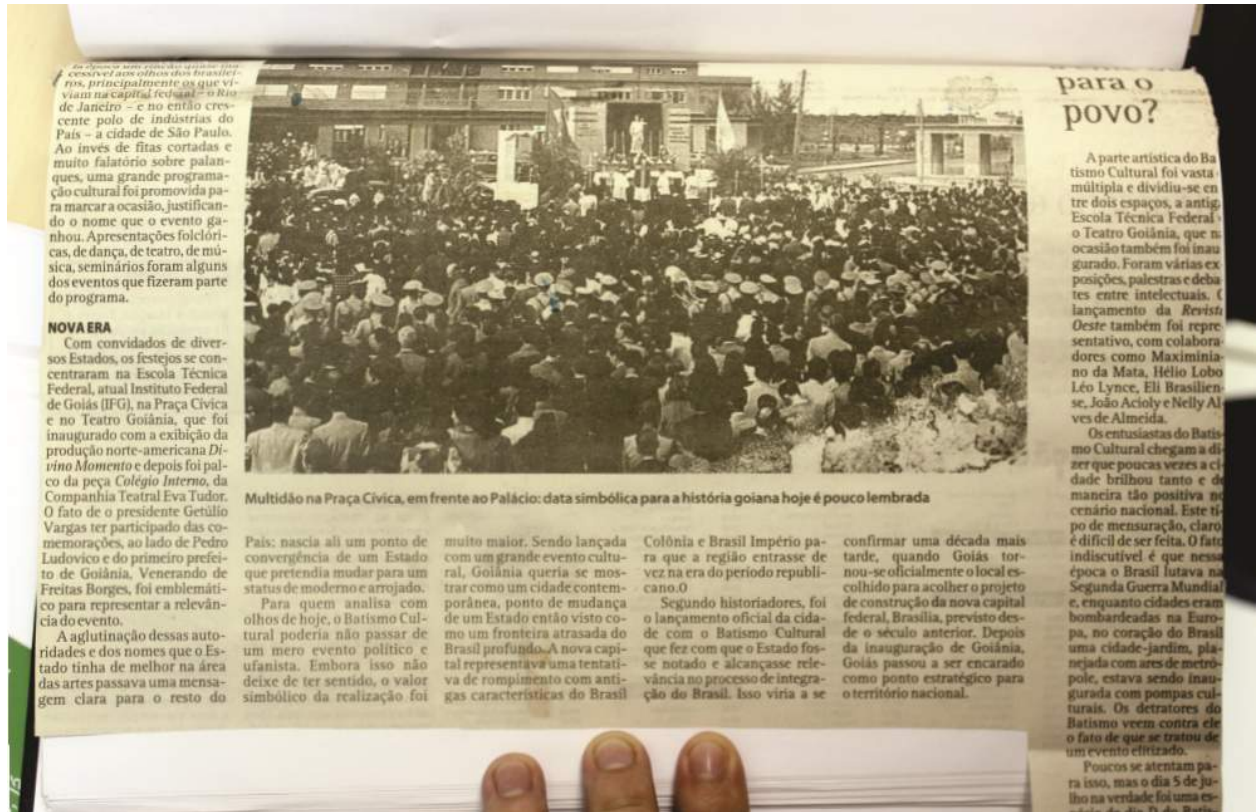 da época um rincão quase ina-
cessível aos olhos dos brasilei-
ros, principalmente os que vi-
viam na capital federal – o Rio
de Janeiro – e no então cres-
cente polo de indústrias do
País – a cidade de São Paulo.
Ao invés de fitas cortadas e
muito falatório sobre palan-
ques, uma grande programa-
ção cultural foi promovida pa-
ra marcar a ocasião, justifican-
do o nome que o evento ga-
nhou. Apresentações folclóri-
cas, de dança, de teatro, de mú-
sica, seminários foram alguns
dos eventos que fizeram parte
do programa.
NOVA ERA
Com convidados de diver-
sos Estados, os festejos se con-
centraram na Escola Técnica
Federal, atual Instituto Federal
de Goiás (IFG), na Praça Cívica
e no Teatro Goiânia, que foi
inaugurado com a exibição da
produção norte-americana Di-
vino Momento e depois foi pal-
co da peça Colégio Interno, da
Companhia Teatral Eva Tudor.
O fato de o presidente Getúlio
Vargas ter participado das co-
memorações, ao lado de Pedro
Ludovico e do primeiro prefei-
to de Goiânia, Venerando de
Freitas Borges, foi emblemáti-
co para representar a relevân-
cia do evento.
A aglutinação dessas auto-
ridades e dos nomes que o Es-
tado tinha de melhor na área
das artes passava uma mensa-
gem clara para o resto do
Multidão na Praça Cívica, em frente ao Palácio: data simbólica para a história goiana hoje é pouco lembrada
País: nascia ali um ponto de
convergência de um Estado
que pretendia mudar para um
status de moderno e arrojado.
Para quem analisa com
olhos de hoje, o Batismo Cul-
tural poderia não passar de
um mero evento político e
ufanista. Embora isso não
deixe de ter sentido, o valor
simbólico da realização foi
muito maior. Sendo lançada
com um grande evento cultu-
ral, Goiânia queria se mos-
trar como um cidade contem-
porânea, ponto de mudança
de um Estado então visto co-
mo um fronteira atrasada do
Brasil profundo. A nova capi-
tal representava uma tentati-
va de rompimento com anti-
gas características do Brasil
Colônia e Brasil Império pa-
ra que a região entrasse de
vez na era do período republi-
cano.0
Segundo historiadores, foi
o lançamento oficial da cida-
de com o Batismo Cultural
que fez com que o Estado fos-
se notado e alcançasse rele-
vância no processo de integra-
ção do Brasil. Isso viria a se
confirmar uma década mais
tarde, quando Goiás tor-
nou-se oficialmente o local es-
colhido para acolher o projeto
de construção da nova capital
federal, Brasília, previsto des-
de o século anterior. Depois
da inauguração de Goiânia,
Goiás passou a ser encarado
como ponto estratégico para
o território nacional.
para o
povo?
A parte artística do Ba
tismo Cultural foi vasta
múltipla e dividiu-se en
tre dois espaços, a antig
Escola Técnica Federal
o Teatro Goiânia, que n
ocasião também foi inau
gurado. Foram várias ex
posições, palestras e deba
tes entre intelectuais.
lançamento da Revista
Oeste também foi repre
sentativo, com colabora
dores como Maximinia-
no da Mata, Hélio Lobo
Léo Lynce, Eli Brasilien-
se, João Acioly e Nelly Al-
ves de Almeida.
Os entusiastas do Batis-
mo Cultural chegam a di-
zer que poucas vezes a ci-
dade brilhou tanto e de
maneira tão positiva no
cenário nacional. Este ti-
po de mensuração, claro,
é difícil de ser feita. O fato
indiscutível é que nessa
época o Brasil lutava na
Segunda Guerra Mundial
e, enquanto cidades eram
bombardeadas na Euro-
pa, no coração do Brasil
uma cidade-jardim, pla-
nejada com ares de metró-
pole, estava sendo inau-
gurada com pompas cul-
turais. Os detratores do
Batismo veem contra ele
o fato de que se tratou de
um evento elitizado.
Poucos se atentam pa-
ra isso, mas o dia 5 de ju-
lho na verdade foi uma es-